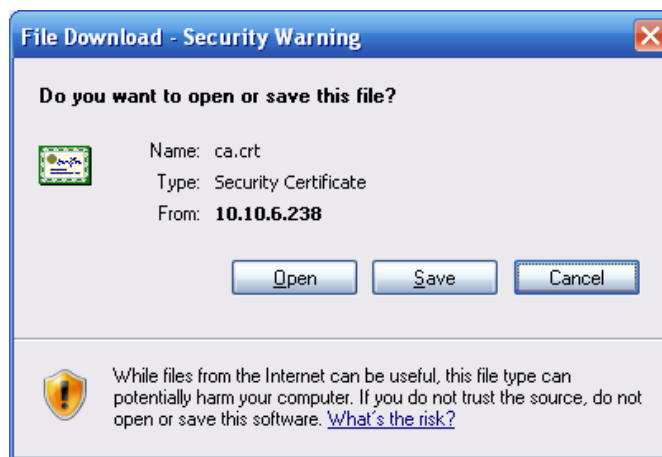 File Download - Security Warning
Do you want to open or save this file?
Name: ca.crt
Type: Security Certificate
From: 10.10.6.238
Open Save Cancel
While files from the Internet can be useful, this file type can
potentially harm your computer. If you do not trust the source, do not
open or save this software. What's the risk?